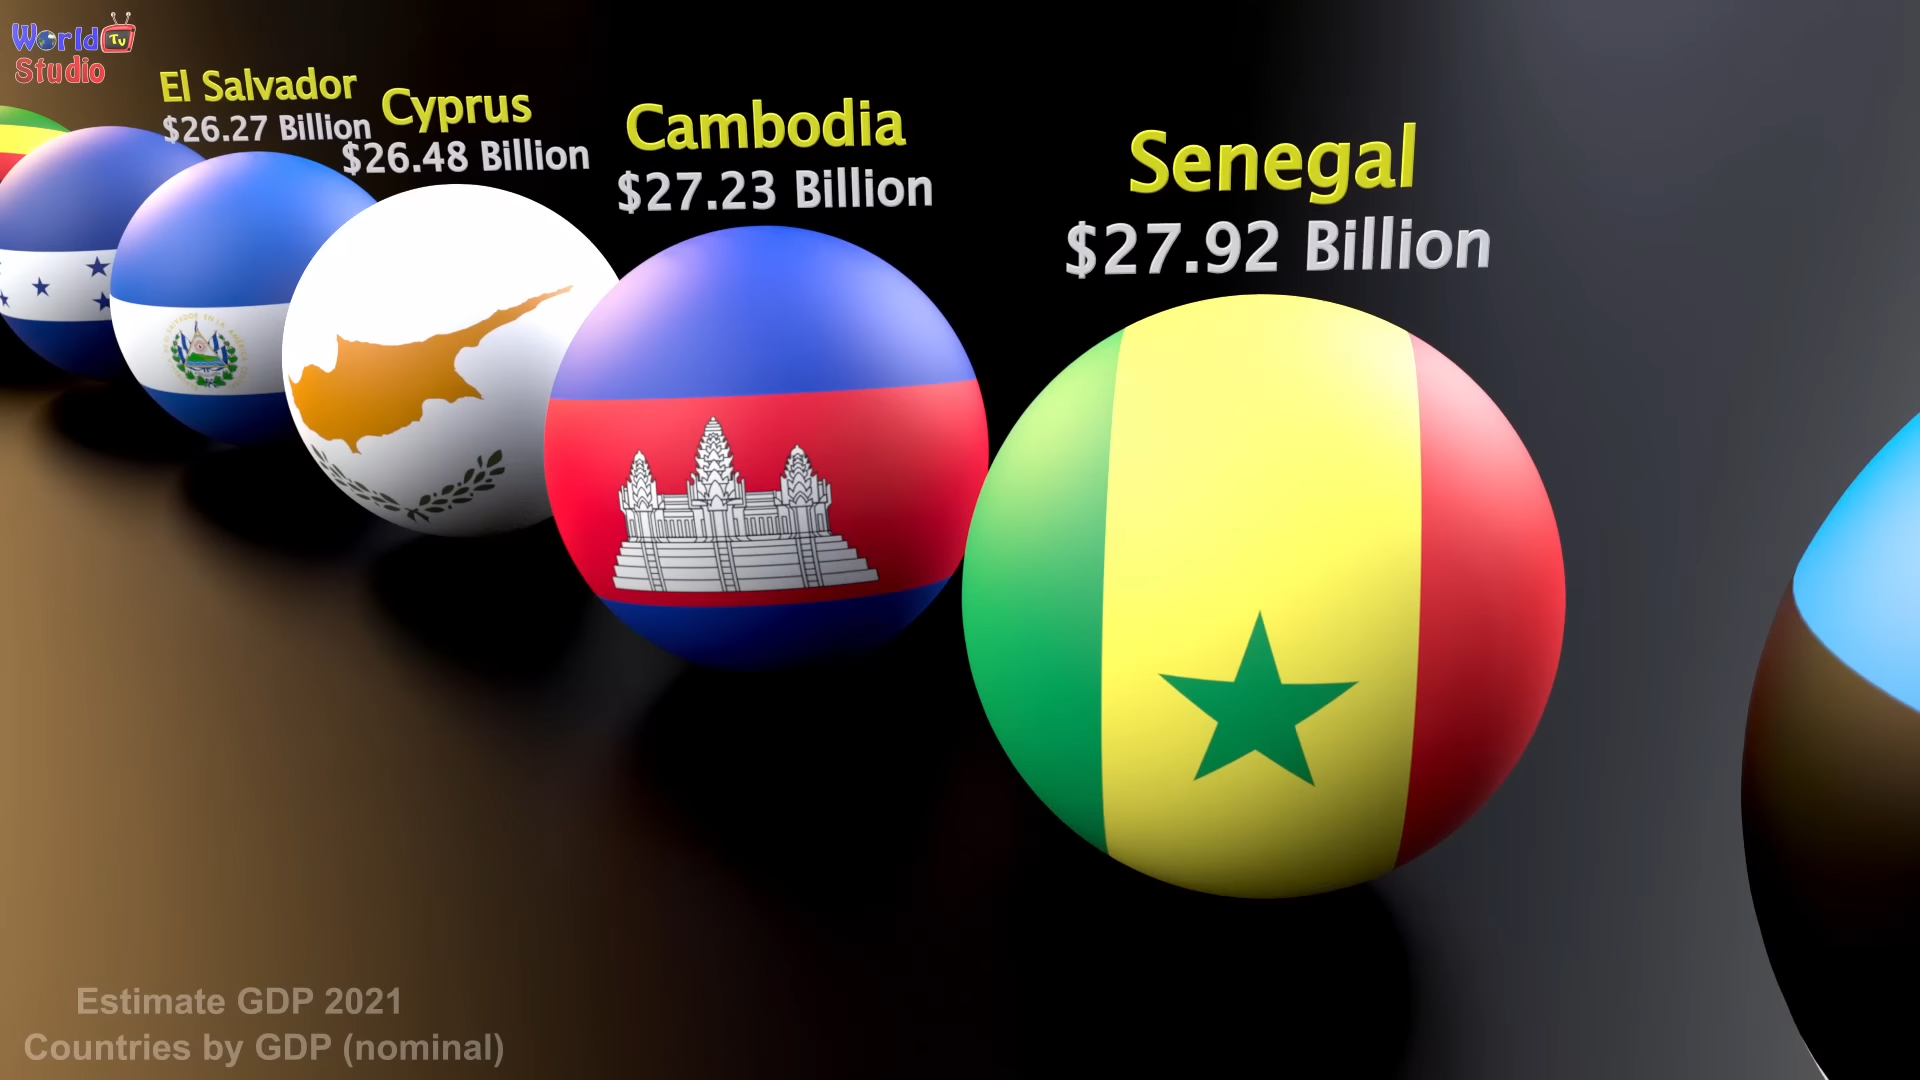 World Tv
Studio
El Salvador
$26.27 Billion
Cyprus
$26.48 Billion
Cambodia
$27.23 Billion
Senegal
$27.92 Billion
Estimate GDP 2021
Countries by GDP (nominal)